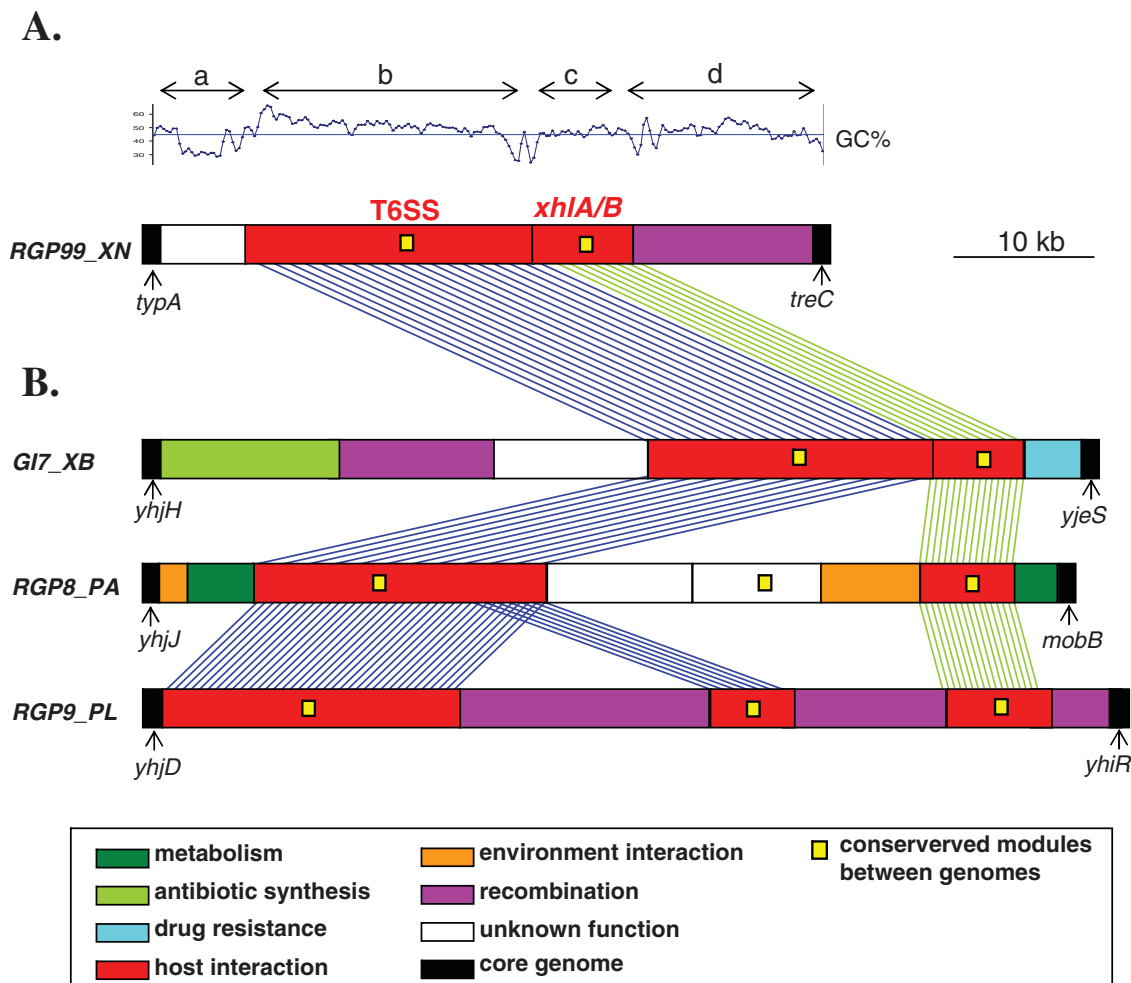 A.
a b c d
60
50
40
30
GC%
T6SS xhlA/B
RGP99_XN
10 kb
typA treC
B.
GI7_XB
yhjH yjeS
RGP8_PA
yhjJ mobB
RGP9_PL
yhjD yhiR
metabolism environment interaction conserverved modules
between genomes
antibiotic synthesis recombination
drug resistance unknown function
host interaction core genome